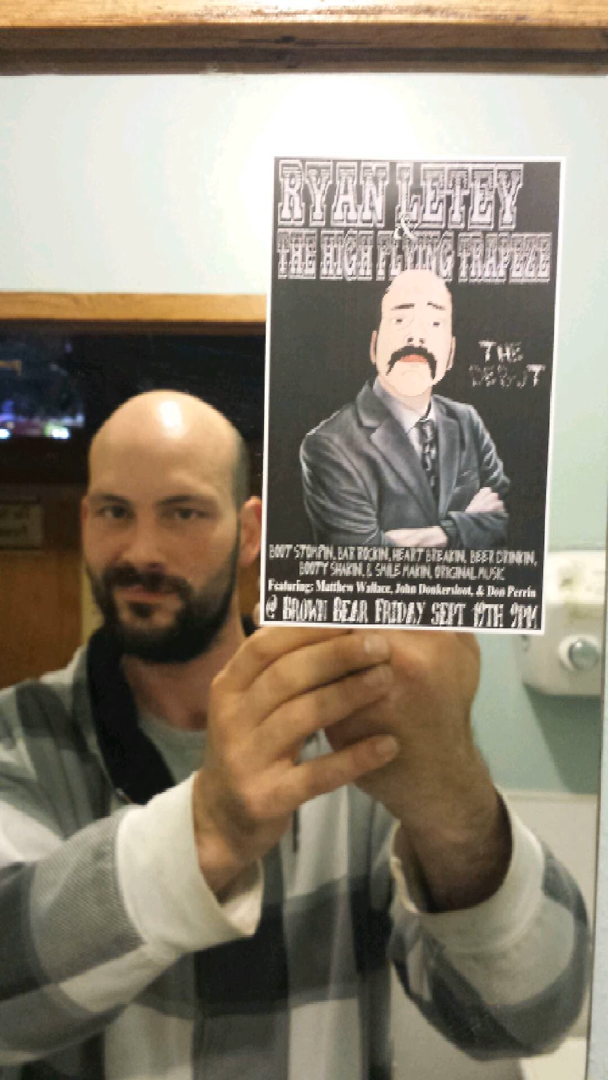 RYAN LETEY
&
THE HIGH FLYING TRAPEZE
THE
DEBUT
BOOT STOMPIN, BAR ROCKIN, HEART BREAKIN, BEER DRINKIN,
BOOTY SHAKIN, & SMILE MAKIN, ORIGINAL MUSIC
Featuring: Matthew Wallace, John Donkersloot, & Don Perrin
@ BROWN BEAR FRIDAY SEPT 19TH 9PM